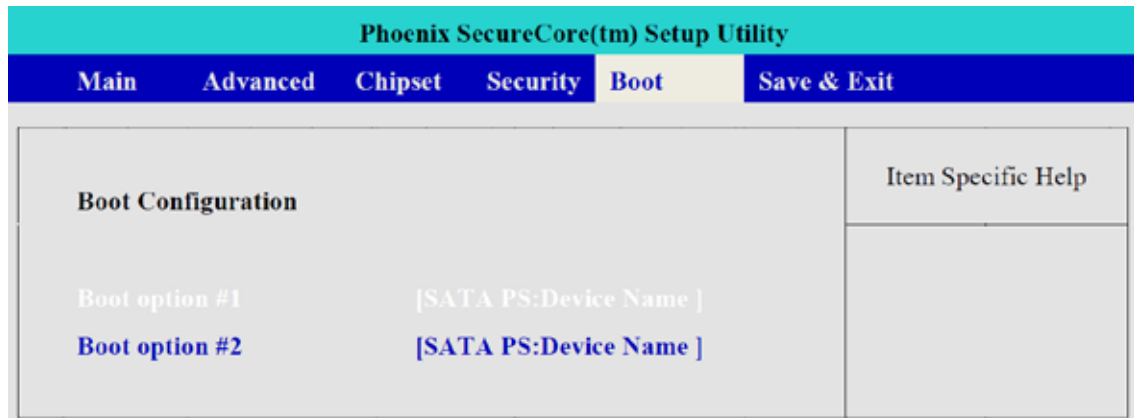 Phoenix SecureCore(tm) Setup Utility
Main Advanced Chipset Security Boot Save & Exit
Boot Configuration
Item Specific Help
Boot option #1 [SATA PS:Device Name ]
Boot option #2 [SATA PS:Device Name ]